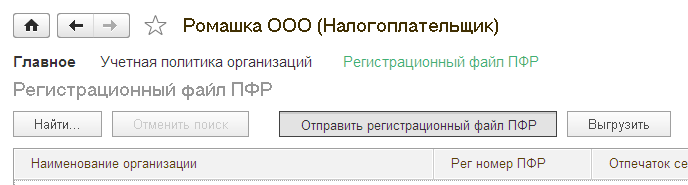 Ромашка ООО (Налогоплательщик)
Главное Учетная политика организаций Регистрационный файл ПФР
Регистрационный файл ПФР
Найти... Отменить поиск Отправить регистрационный файл ПФР Выгрузить
Наименование организации Рег номер ПФР Отпечаток се